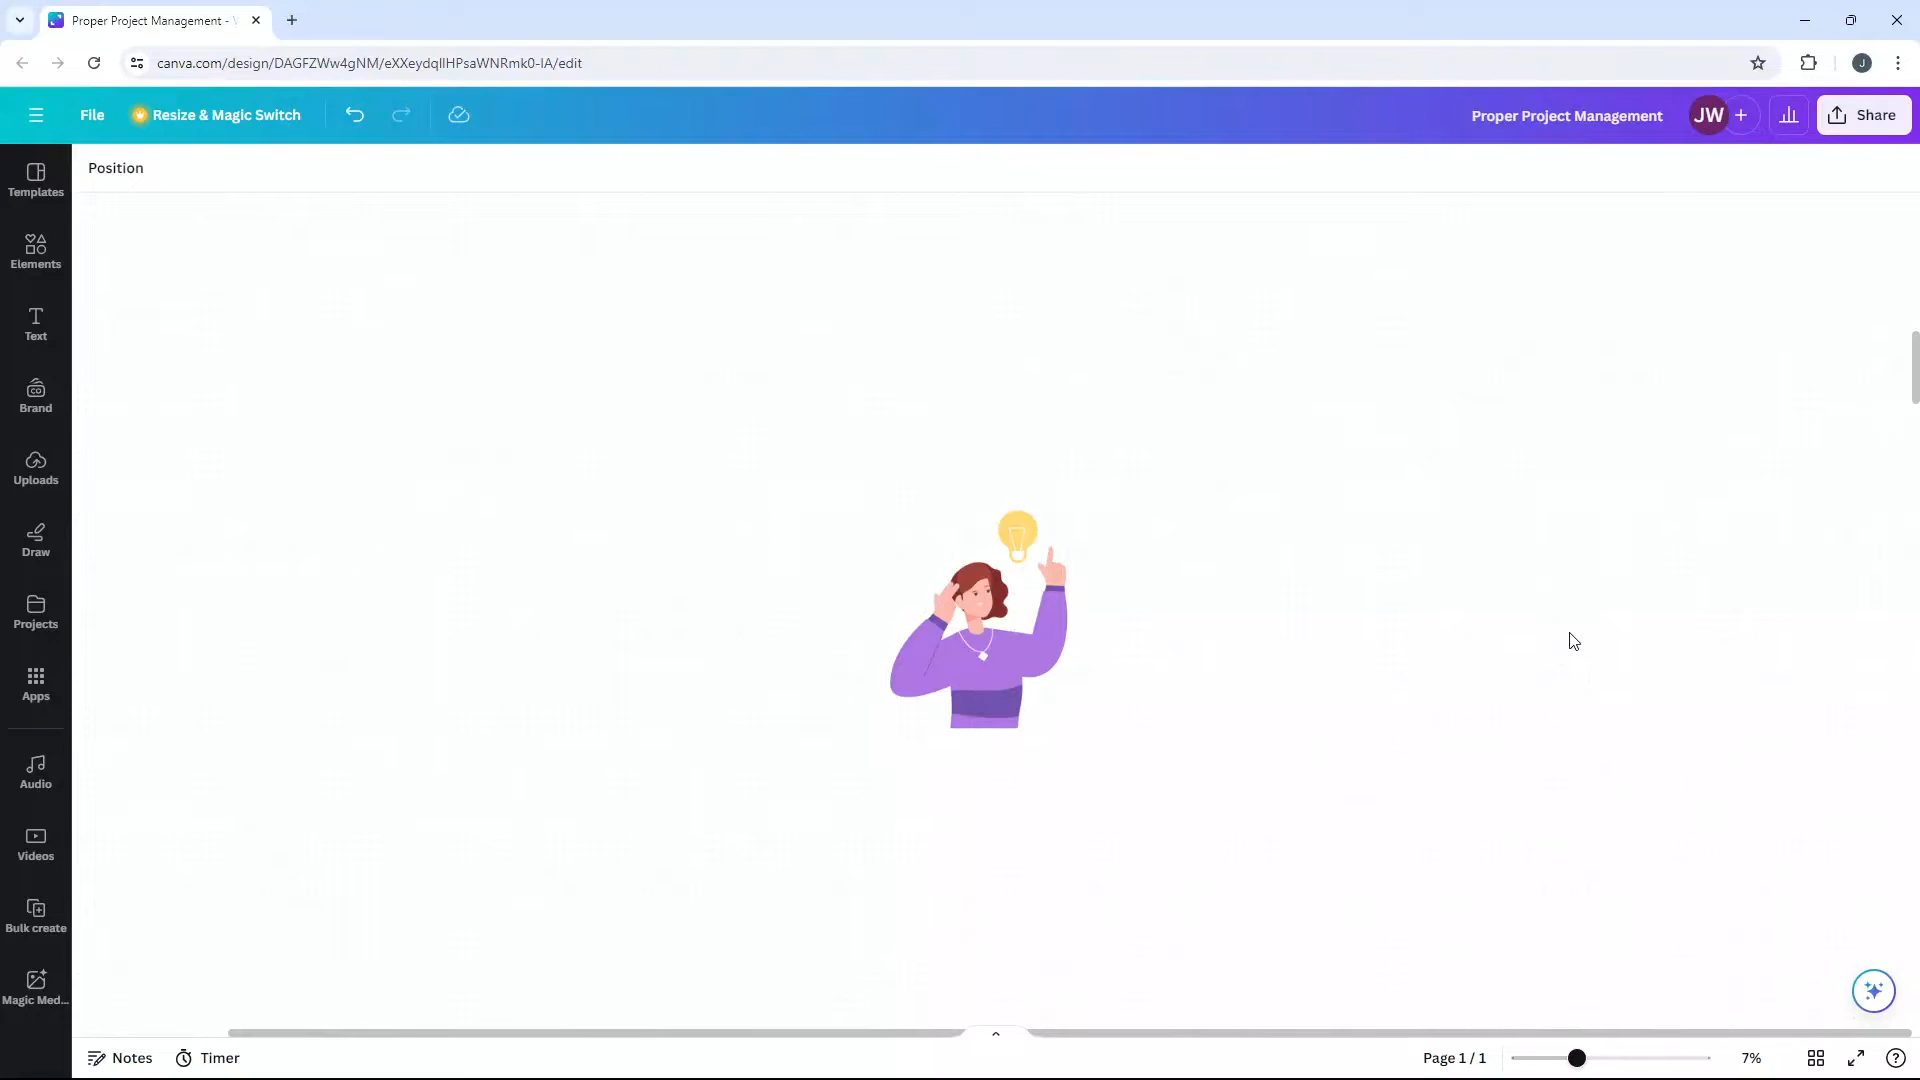 Proper Project Management -
canva.com/design/DAGFZWw4gNM/eXXeydqIlHPsaWNRmk0-IA/edit
J
File
Resize & Magic Switch
Proper Project Management
JW
Share
Position
Templates
Elements
Text
Brand
Uploads
Draw
Projects
Apps
Audio
Videos
Bulk create
Magic Med...
Notes
Timer
Page 1 / 1
7%